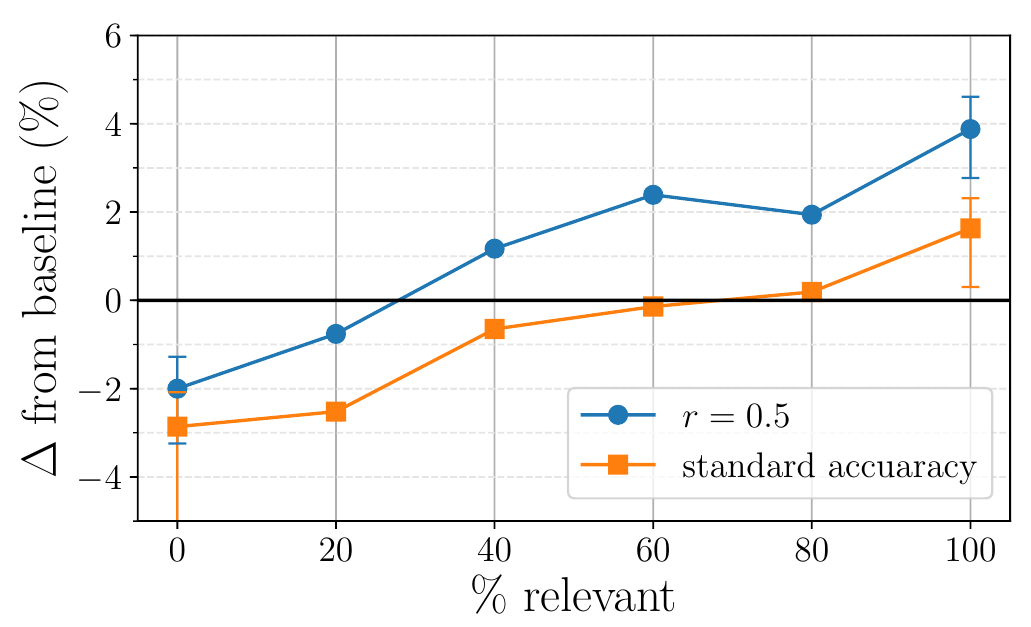 6
4
2
0
−2
−4
Δ from baseline (%)
r = 0.5
standard accuaracy
0 20 40 60 80 100
% relevant